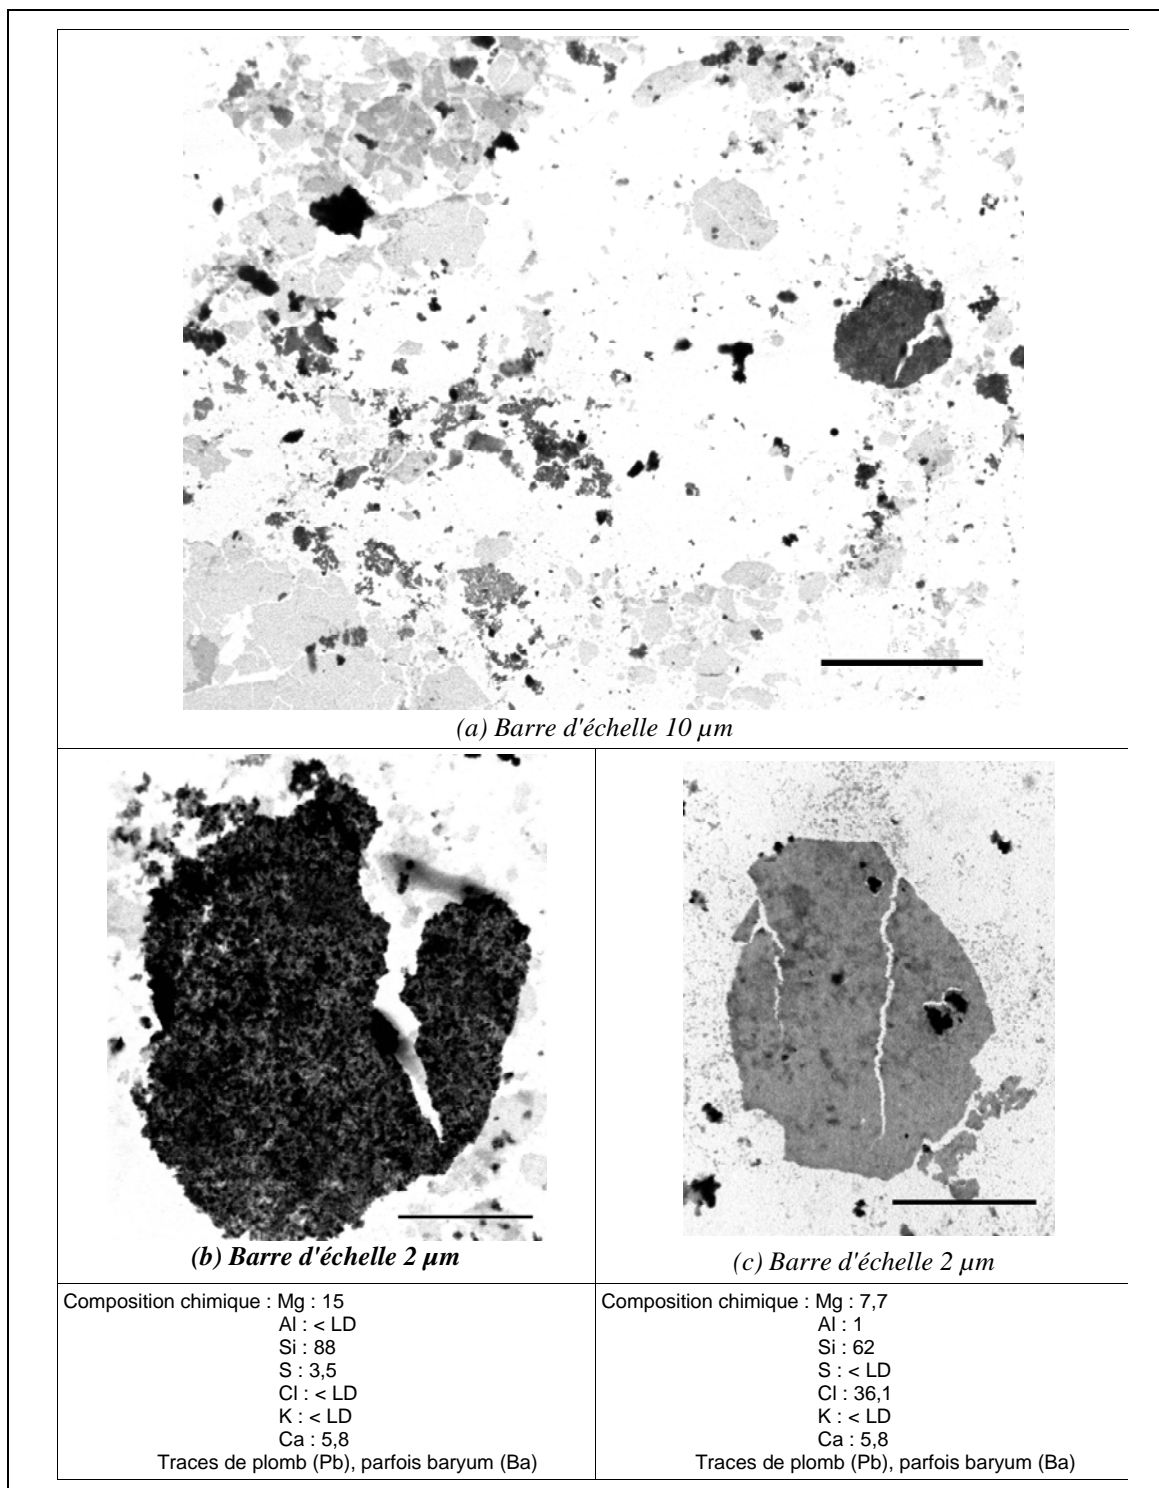 (a) Barre d'échelle 10 µm
(b) Barre d'échelle 2 µm
(c) Barre d'échelle 2 µm
Composition chimique : Mg : 15
Al : < LD
Si : 88
S : 3,5
Cl : < LD
K : < LD
Ca : 5,8
Traces de plomb (Pb), parfois baryum (Ba)
Composition chimique : Mg : 7,7
Al : 1
Si : 62
S : < LD
Cl : 36,1
K : < LD
Ca : 5,8
Traces de plomb (Pb), parfois baryum (Ba)